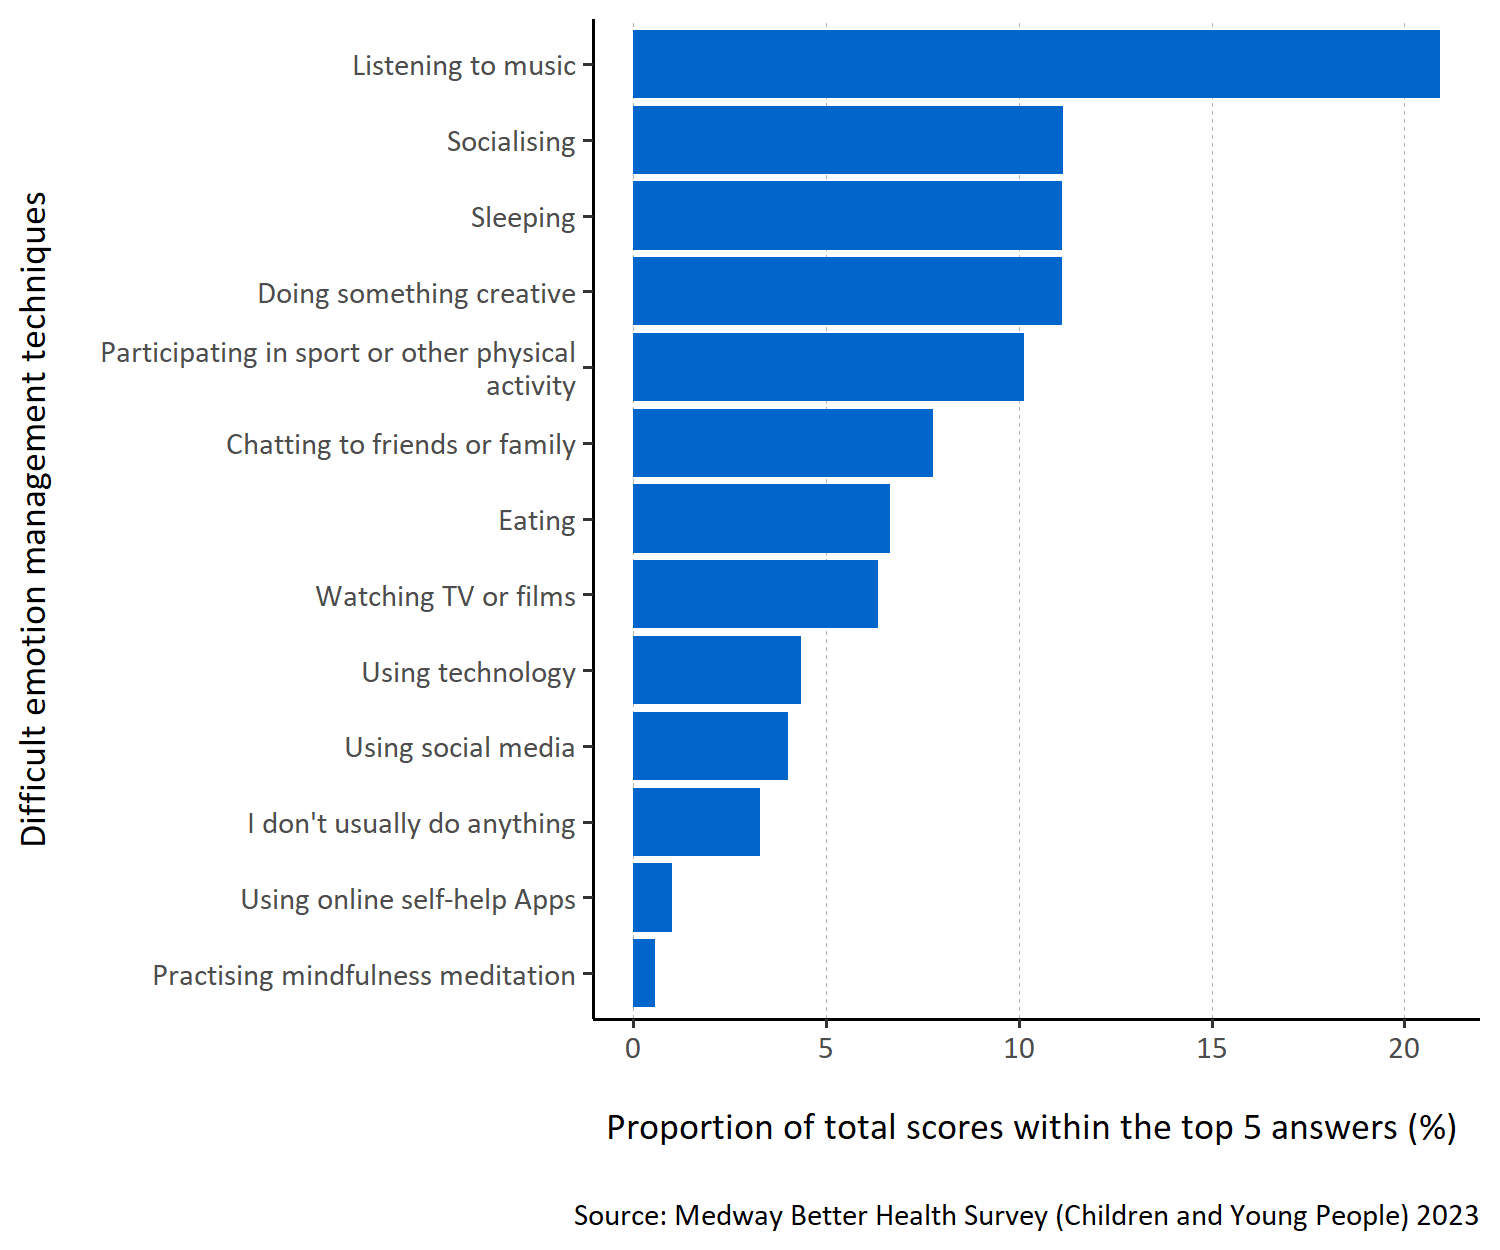 Listening to music
Socialising
Sleeping
Doing something creative
Participating in sport or other physical
activity
Chatting to friends or family
Eating
Watching TV or films
Using technology
Using social media
I don't usually do anything
Using online self-help Apps
Practising mindfulness meditation
Difficult emotion management techniques
0 5 10 15 20
Proportion of total scores within the top 5 answers (%)
Source: Medway Better Health Survey (Children and Young People) 2023